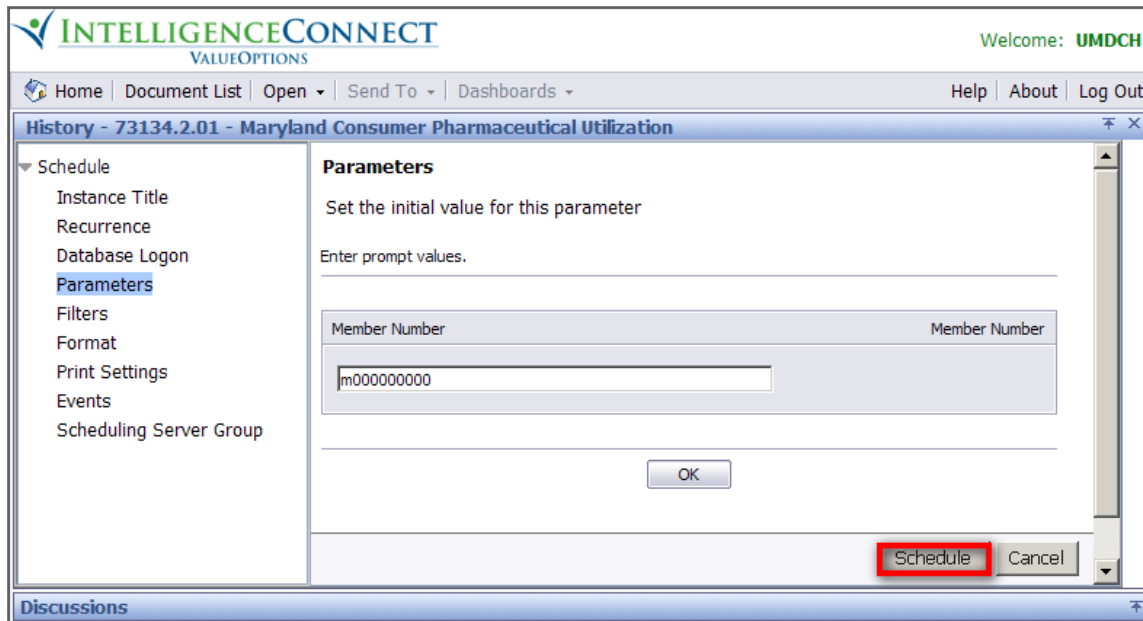 INTELLIGENCECONNECT
VALUEOPTIONS
Welcome: UMDCH
Home Document List Open Send To Dashboards Help About Log Out
History - 73134.2.01 - Maryland Consumer Pharmaceutical Utilization
Schedule
Instance Title
Recurrence
Database Logon
Parameters
Filters
Format
Print Settings
Events
Scheduling Server Group
Parameters
Set the initial value for this parameter
Enter prompt values.
Member Number Member Number
m000000000
OK
Schedule Cancel
Discussions